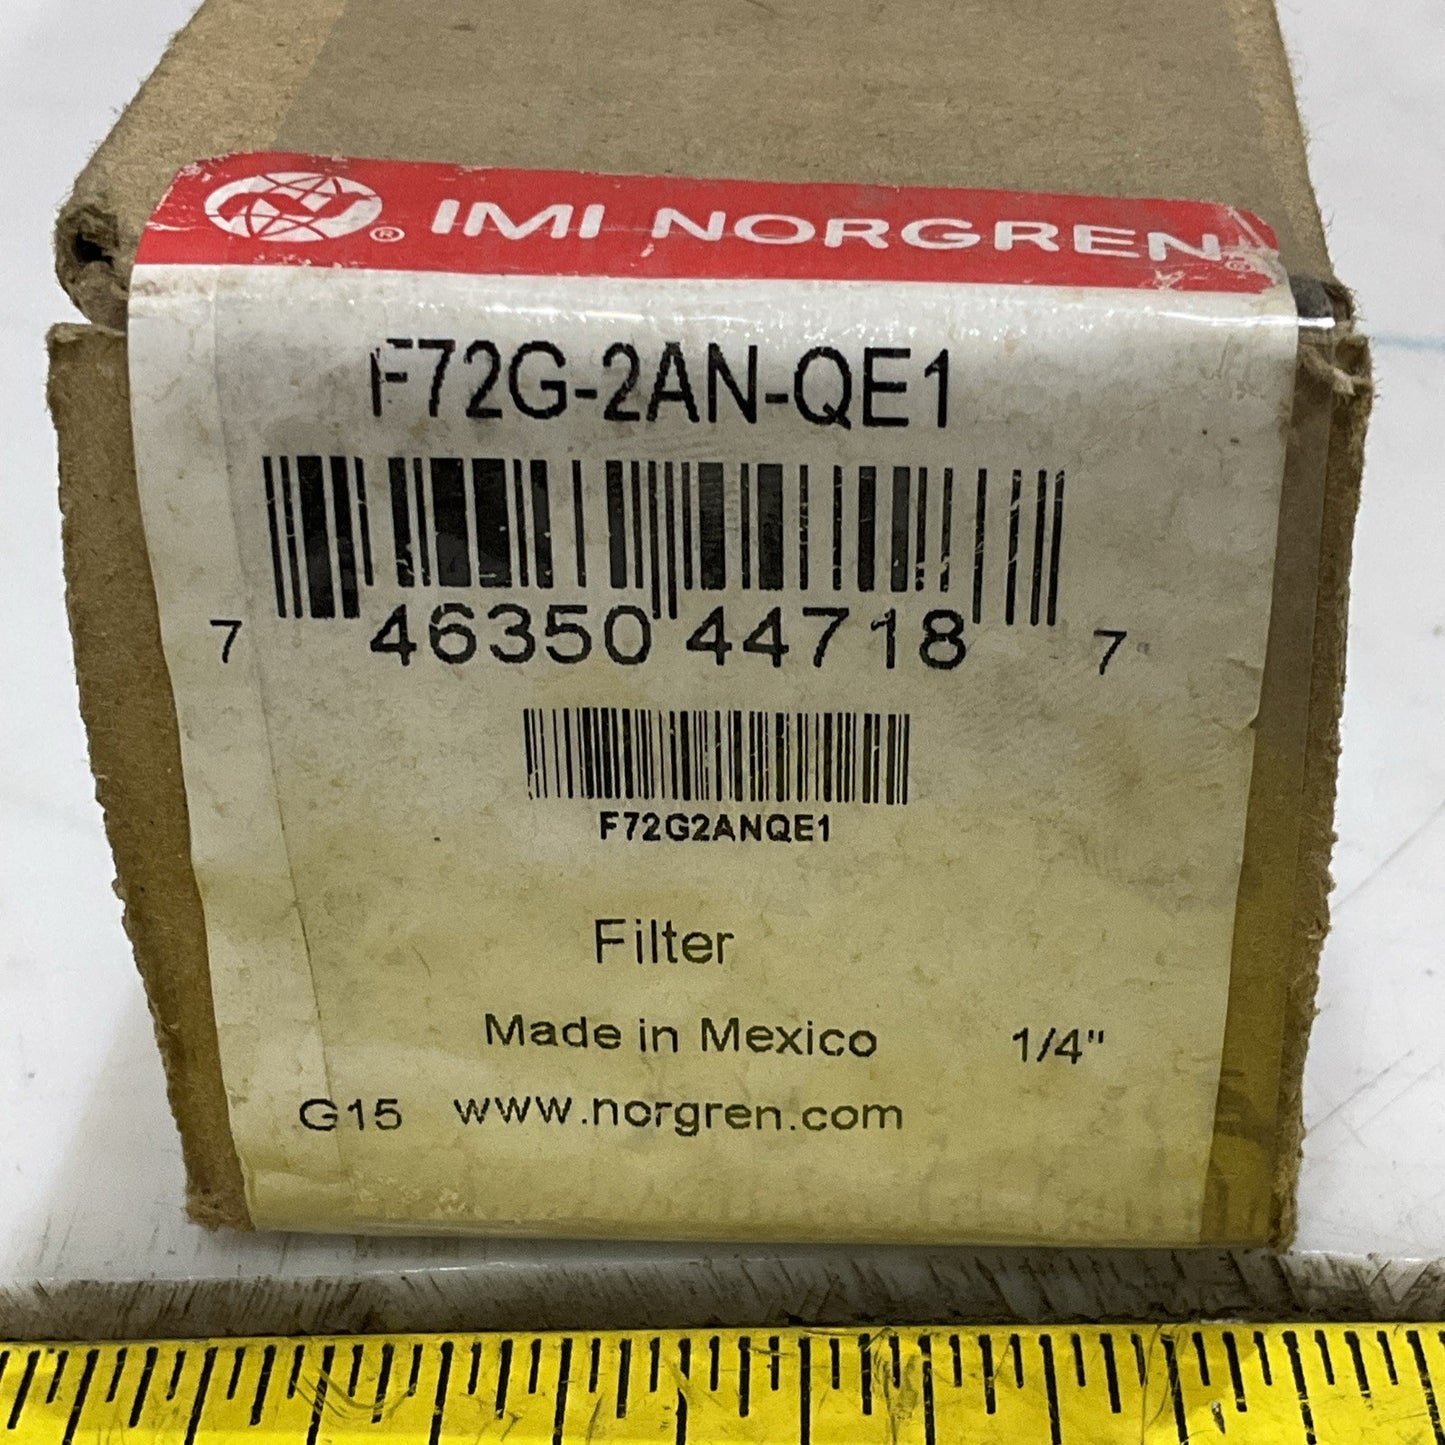 ® IMI NORGREN®
F72G-2AN-QE1
7 46350 44718 7
F72G2ANQE1
Filter
Made in Mexico 1/4"
G15 www.norgren.com